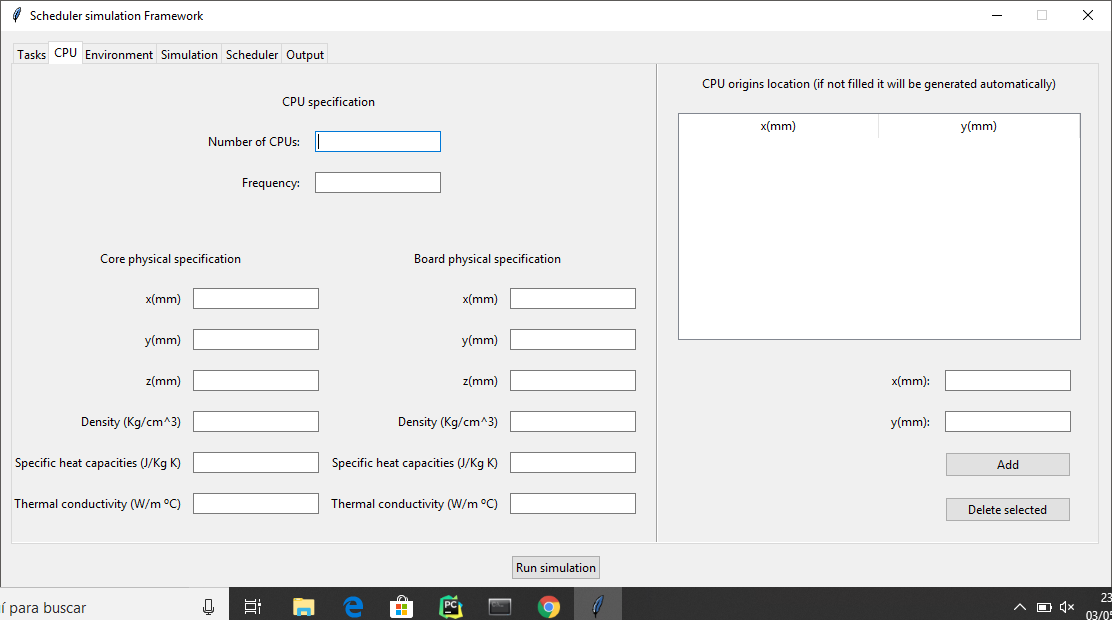 Scheduler simulation Framework
Tasks CPU Environment Simulation Scheduler Output
CPU specification
Number of CPUs:
Frequency:
Core physical specification
x(mm)
y(mm)
z(mm)
Density (Kg/cm^3)
Specific heat capacities (J/Kg K)
Thermal conductivity (W/m ºC)
Board physical specification
x(mm)
y(mm)
z(mm)
Density (Kg/cm^3)
Specific heat capacities (J/Kg K)
Thermal conductivity (W/m ºC)
CPU origins location (if not filled it will be generated automatically)
x(mm) y(mm)
x(mm):
y(mm):
Add
Delete selected
Run simulation
í para buscar
PC
23
03/05